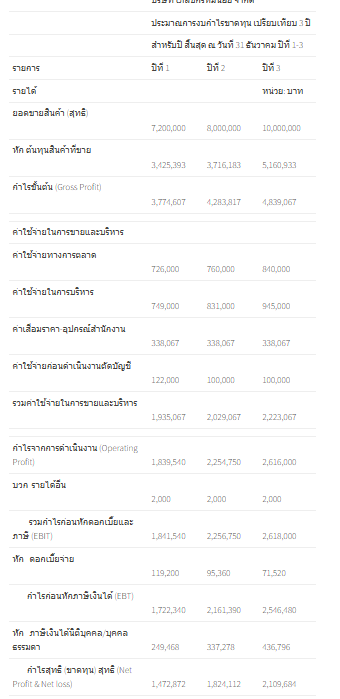 ประมาณการงบกำไรขาดทุน เปรียบเทียบ 3 ปี
สำหรับปี สิ้นสุด ณ วันที่ 31 ธันวาคม ปีที่ 1-3
รายการ ปีที่ 1 ปีที่ 2 ปีที่ 3
รายได้ หน่วย: บาท
ยอดขายสินค้า (สุทธิ)
7,200,000 8,000,000 10,000,000
หัก ต้นทุนสินค้าที่ขาย
3,425,393 3,716,183 5,160,933
กำไรขั้นต้น (Gross Profit)
3,774,607 4,283,817 4,839,067
ค่าใช้จ่ายในการขายและบริหาร
ค่าใช้จ่ายทางการตลาด
726,000 760,000 840,000
ค่าใช้จ่ายในการบริหาร
749,000 831,000 945,000
ค่าเสื่อมราคา-อุปกรณ์สำนักงาน
338,067 338,067 338,067
ค่าใช้จ่ายก่อนดำเนินงานตัดบัญชี
122,000 100,000 100,000
รวมค่าใช้จ่ายในการขายและบริหาร
1,935,067 2,029,067 2,223,067
กำไรจากการดำเนินงาน (Operating
Profit) 1,839,540 2,254,750 2,616,000
บวก รายได้อื่น
2,000 2,000 2,000
รวมกำไรก่อนหักดอกเบี้ยและ
ภาษี (EBIT) 1,841,540 2,256,750 2,618,000
หัก ดอกเบี้ยจ่าย
119,200 95,360 71,520
กำไรก่อนหักภาษีเงินได้ (EBT)
1,722,340 2,161,390 2,546,480
หัก ภาษีเงินได้นิติบุคคล/บุคคล
ธรรมดา 249,468 337,278 436,796
กำไรสุทธิ (ขาดทุน) สุทธิ (Net
Profit & Net loss) 1,472,872 1,824,112 2,109,684